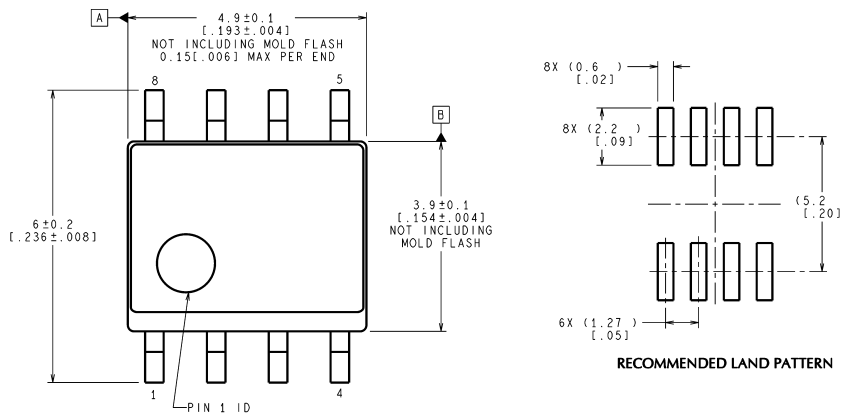 A
4.9±0.1
[.193±.004]
NOT INCLUDING MOLD FLASH
0.15[.006] MAX PER END
8
5
B
6±0.2
[.236±.008]
3.9±0.1
[.154±.004]
NOT INCLUDING
MOLD FLASH
1
4
PIN 1 ID
8X (0.6 )
[.02]
8X (2.2 )
[.09]
(5.2
[.20]
6X (1.27 )
[.05]
RECOMMENDED LAND PATTERN